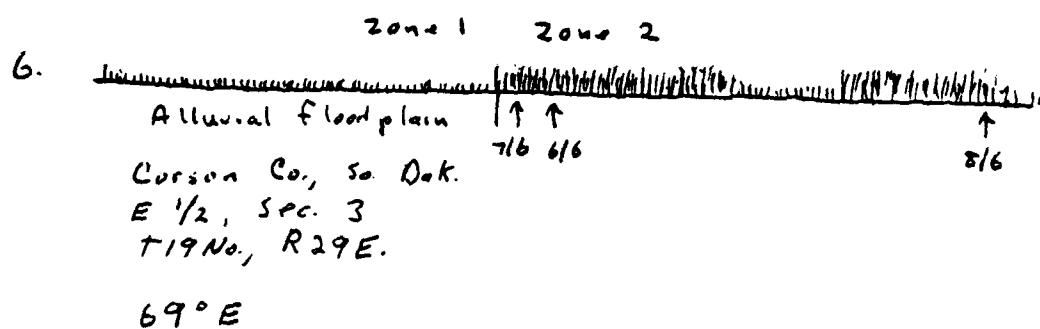 Zone 1 Zone 2
6.
Alluvial floodplain
7/6 6/6 8/6
Corson Co., So. Dak.
E 1/2, Sec. 3
T19No., R29E.
69° E